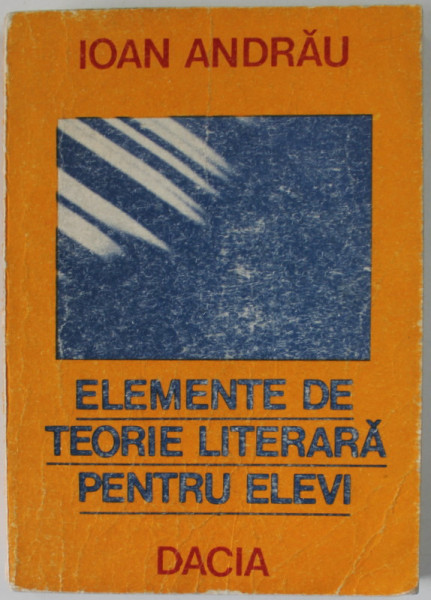 IOAN ANDRĂU
ELEMENTE DE
TEORIE LITERARĂ
PENTRU ELEVI
DACIA